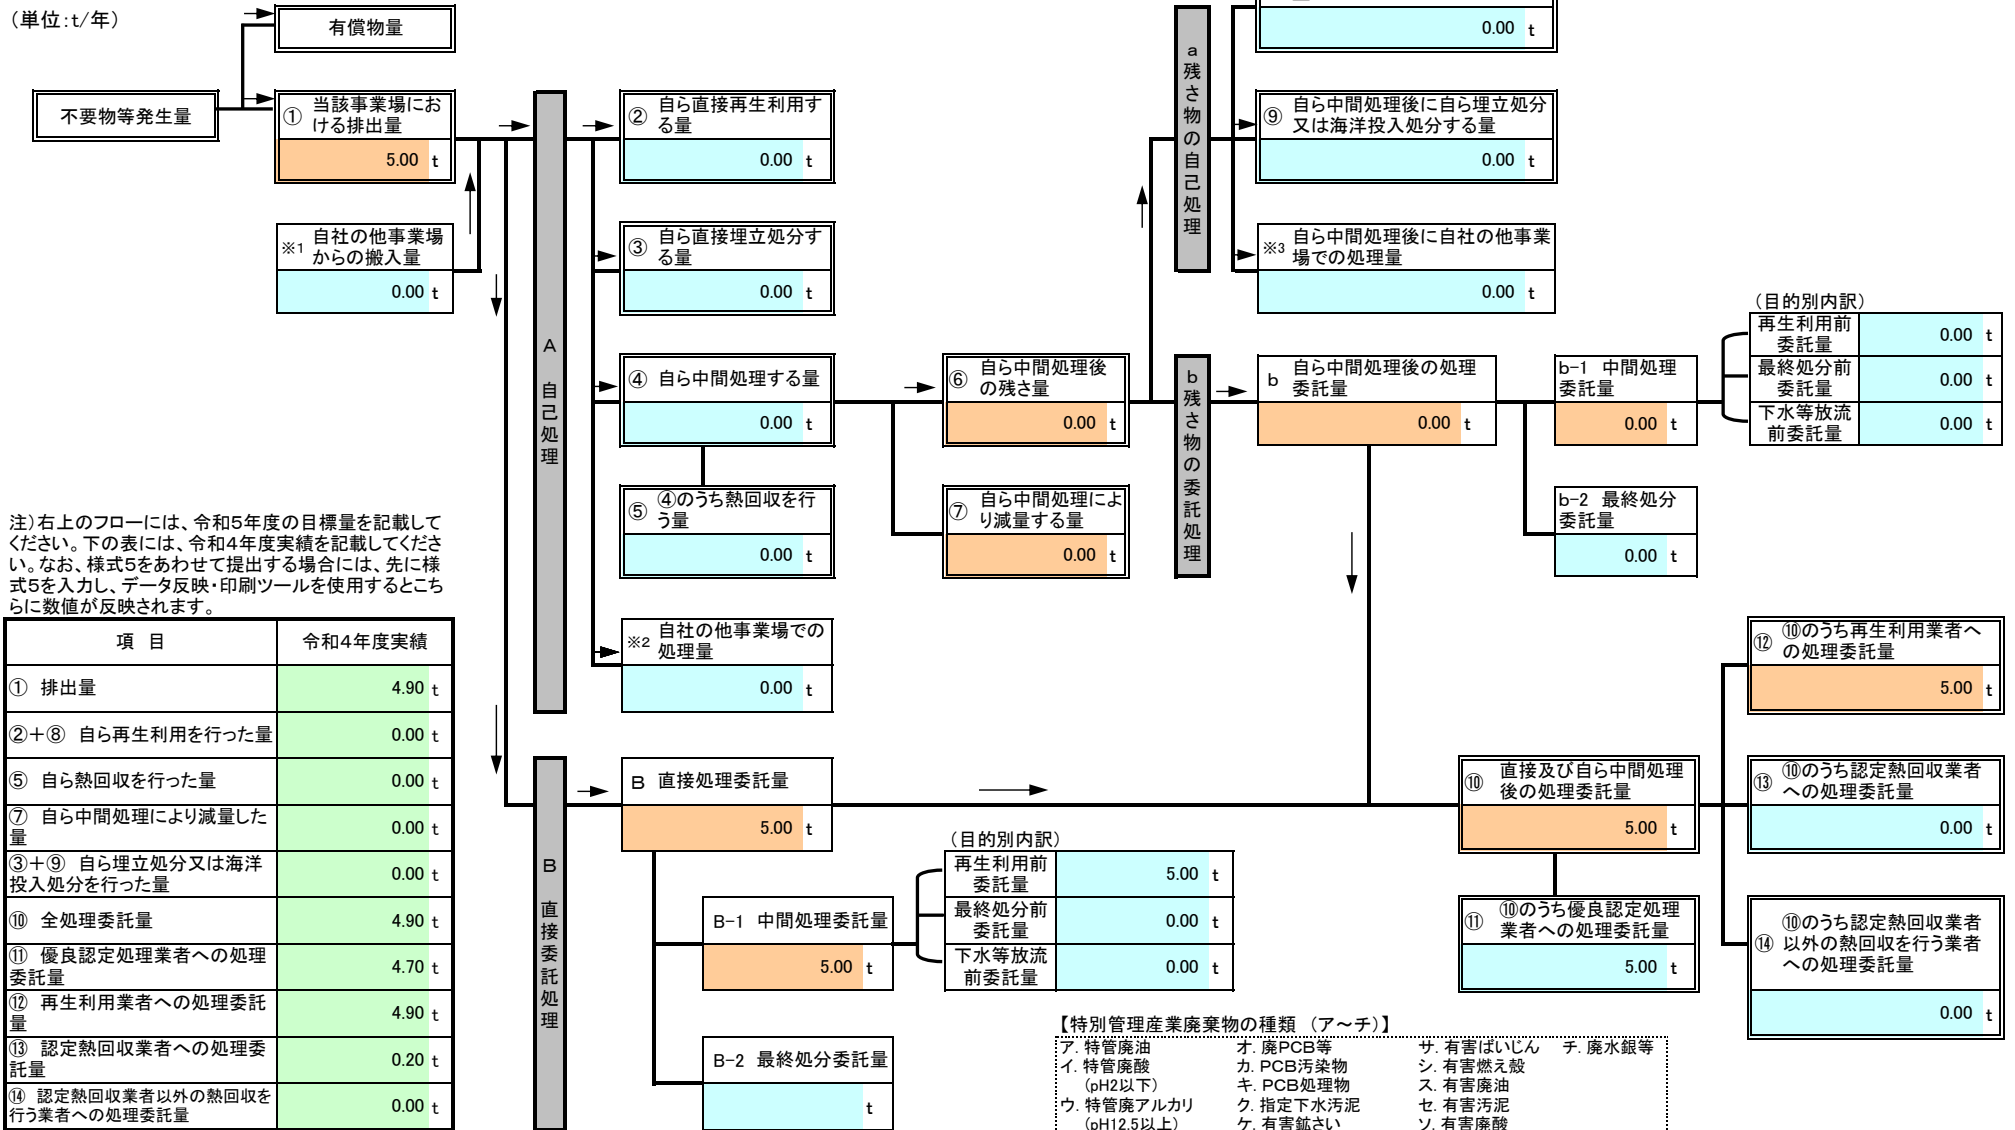 (単位:t/年)
有償物量
不要物等発生量
① 当該事業場にお
ける排出量
5.00 t
※1 自社の他事業場
からの搬入量
0.00 t
A 自己処理
② 自ら直接再生利用す
る量
0.00 t
③ 自ら直接埋立処分す
る量
0.00 t
④ 自ら中間処理する量
0.00 t
⑤ ④のうち熱回収を行
う量
0.00 t
※2 自社の他事業場での
処理量
0.00 t
⑥ 自ら中間処理後
の残さ量
0.00 t
⑦ 自ら中間処理によ
り減量する量
0.00 t
a 残さ物の自己処理
0.00 t
⑨ 自ら中間処理後に自ら埋立処分
又は海洋投入処分する量
0.00 t
※3 自ら中間処理後に自社の他事業
場での処理量
0.00 t
b 残さ物の委託処理
b 自ら中間処理後の処理
委託量
0.00 t
b-1 中間処理
委託量
0.00 t
b-2 最終処分
委託量
0.00 t
(目的別内訳)
再生利用前
委託量 0.00 t
最終処分前
委託量 0.00 t
下水等放流
前委託量 0.00 t
注)右上のフローには、令和5年度の目標量を記載して
ください。下の表には、令和4年度実績を記載してくださ
い。なお、様式5をあわせて提出する場合には、先に様
式5を入力し、データ反映・印刷ツールを使用するとこち
らに数値が反映されます。
項 目 令和4年度実績
① 排出量 4.90 t
②+⑧ 自ら再生利用を行った量 0.00 t
⑤ 自ら熱回収を行った量 0.00 t
⑦ 自ら中間処理により減量した
量 0.00 t
③+⑨ 自ら埋立処分又は海洋
投入処分を行った量 0.00 t
⑩ 全処理委託量 4.90 t
⑪ 優良認定処理業者への処理
委託量 4.70 t
⑫ 再生利用業者への処理委託
量 4.90 t
⑬ 認定熱回収業者への処理委
託量 0.20 t
⑭ 認定熱回収業者以外の熱回収を
行う業者への処理委託量 0.00 t
B 直接委託処理
B 直接処理委託量
5.00 t
B-1 中間処理委託量
5.00 t
B-2 最終処分委託量
t
(目的別内訳)
再生利用前
委託量 5.00 t
最終処分前
委託量 0.00 t
下水等放流
前委託量 0.00 t
⑩ 直接及び自ら中間処理
後の処理委託量
5.00 t
⑪ ⑩のうち優良認定処理
業者への処理委託量
5.00 t
⑫ ⑩のうち再生利用業者へ
の処理委託量
5.00 t
⑬ ⑩のうち認定熱回収業者
への処理委託量
0.00 t
⑭ ⑩のうち認定熱回収業者
以外の熱回収を行う業者
への処理委託量
0.00 t
【特別管理産業廃棄物の種類 (ア~チ)】
ア. 特管廃油 オ. 廃PCB等 サ. 有害ばいじん チ. 廃水銀等
イ. 特管廃酸 カ. PCB汚染物 シ. 有害燃え殻
(pH2以下) キ. PCB処理物 ス. 有害廃油
ウ. 特管廃アルカリ ク. 指定下水汚泥 セ. 有害汚泥
(pH12.5以上) ケ. 有害鉱さい ソ. 有害廃酸